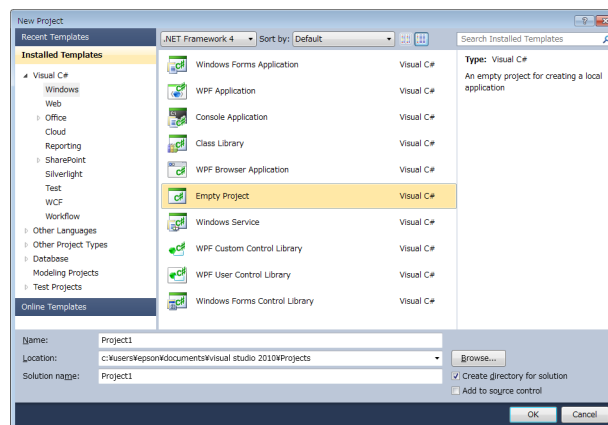 New Project
Recent Templates
.NET Framework 4
Sort by:
Default
Search Installed Templates
Installed Templates
Visual C#
Windows
Web
Office
Cloud
Reporting
SharePoint
Silverlight
Test
WCF
Workflow
Other Languages
Other Project Types
Database
Modeling Projects
Test Projects
Online Templates
Windows Forms Application Visual C#
WPF Application Visual C#
Console Application Visual C#
Class Library Visual C#
WPF Browser Application Visual C#
Empty Project Visual C#
Windows Service Visual C#
WPF Custom Control Library Visual C#
WPF User Control Library Visual C#
Windows Forms Control Library Visual C#
Type: Visual C#
An empty project for creating a local
application
Name: Project1
Location: c:¥users¥epson¥documents¥visual studio 2010¥Projects
Browse...
Solution name: Project1
Create directory for solution
Add to source control
OK
Cancel